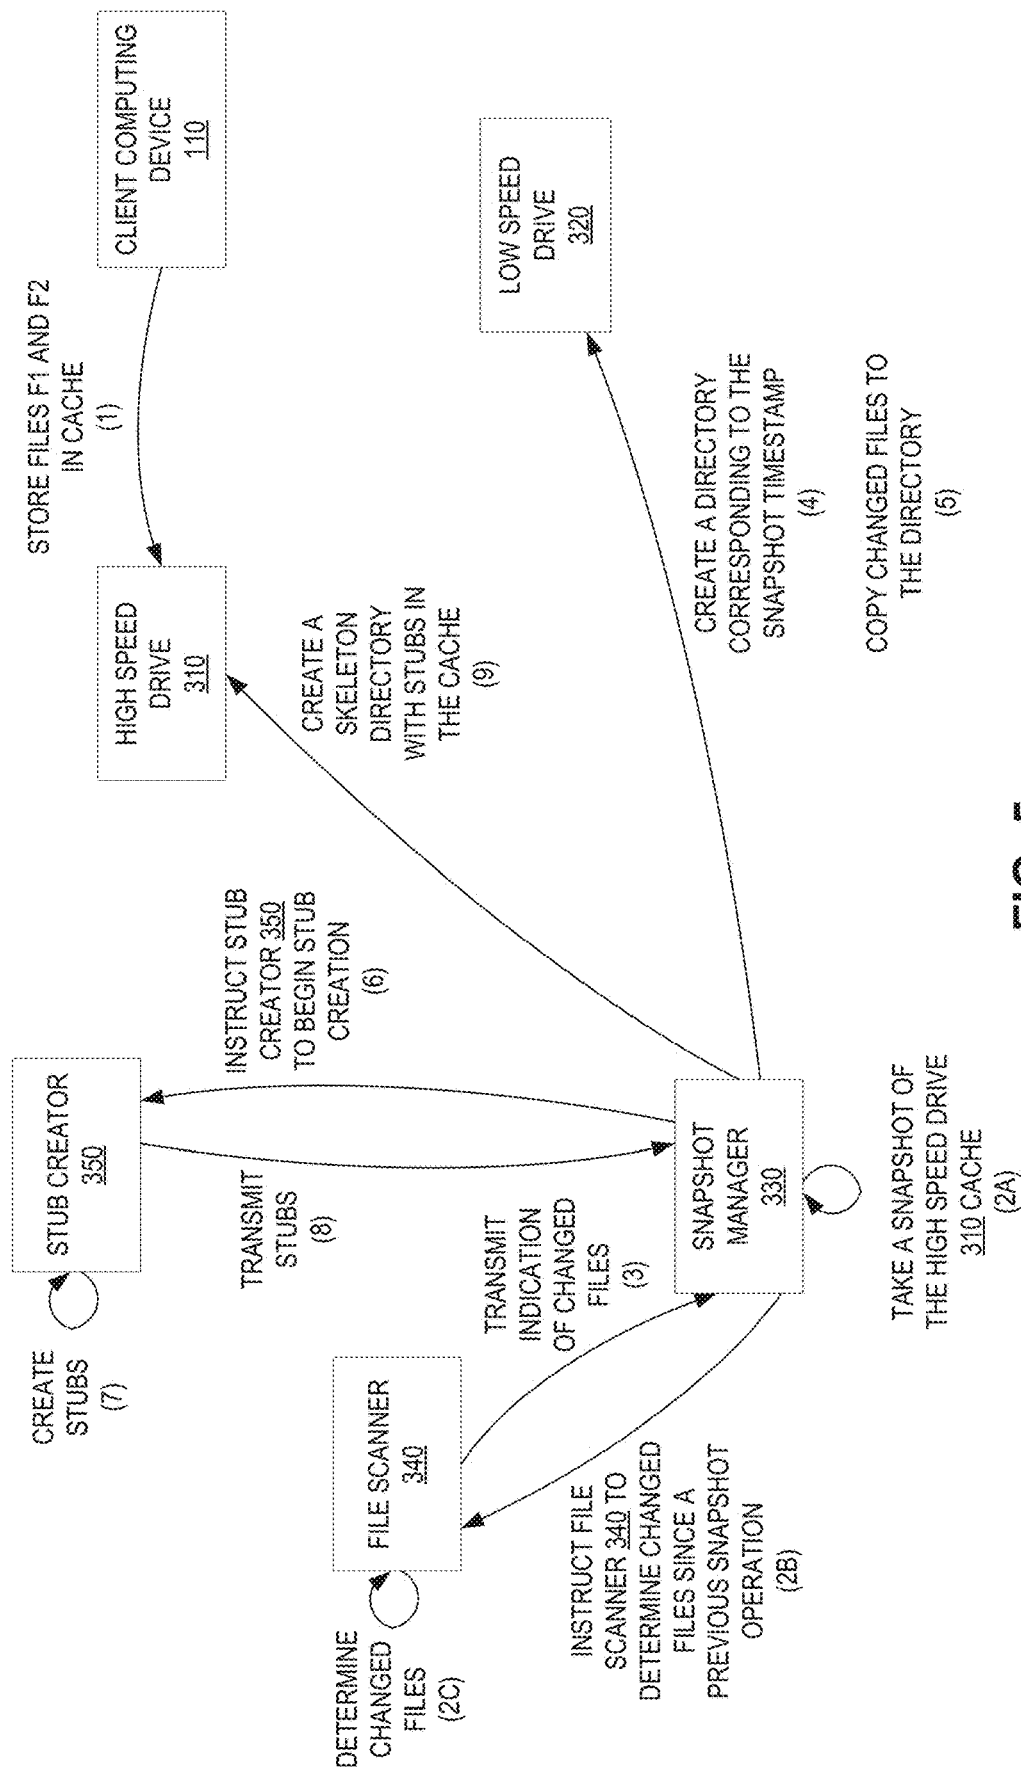 CREATE
STUBS
(7)
STUB CREATOR
350
TRANSMIT
STUBS
(8)
INSTRUCT STUB
CREATOR 350
TO BEGIN STUB
CREATION
(6)
HIGH SPEED
DRIVE
310
STORE FILES F1 AND F2
IN CACHE
(1)
CLIENT COMPUTING
DEVICE
110
CREATE A
SKELETON
DIRECTORY
WITH STUBS IN
THE CACHE
(9)
DETERMINE
CHANGED
FILES
(2C)
FILE SCANNER
340
TRANSMIT
INDICATION
OF CHANGED
FILES
(3)
LOW SPEED
DRIVE
320
INSTRUCT FILE
SCANNER 340 TO
DETERMINE CHANGED
FILES SINCE A
PREVIOUS SNAPSHOT
OPERATION
(2B)
SNAPSHOT
MANAGER
330
CREATE A DIRECTORY
CORRESPONDING TO THE
SNAPSHOT TIMESTAMP
(4)
COPY CHANGED FILES TO
THE DIRECTORY
(5)
TAKE A SNAPSHOT OF
THE HIGH SPEED DRIVE
310 CACHE
(2A)
FIG.